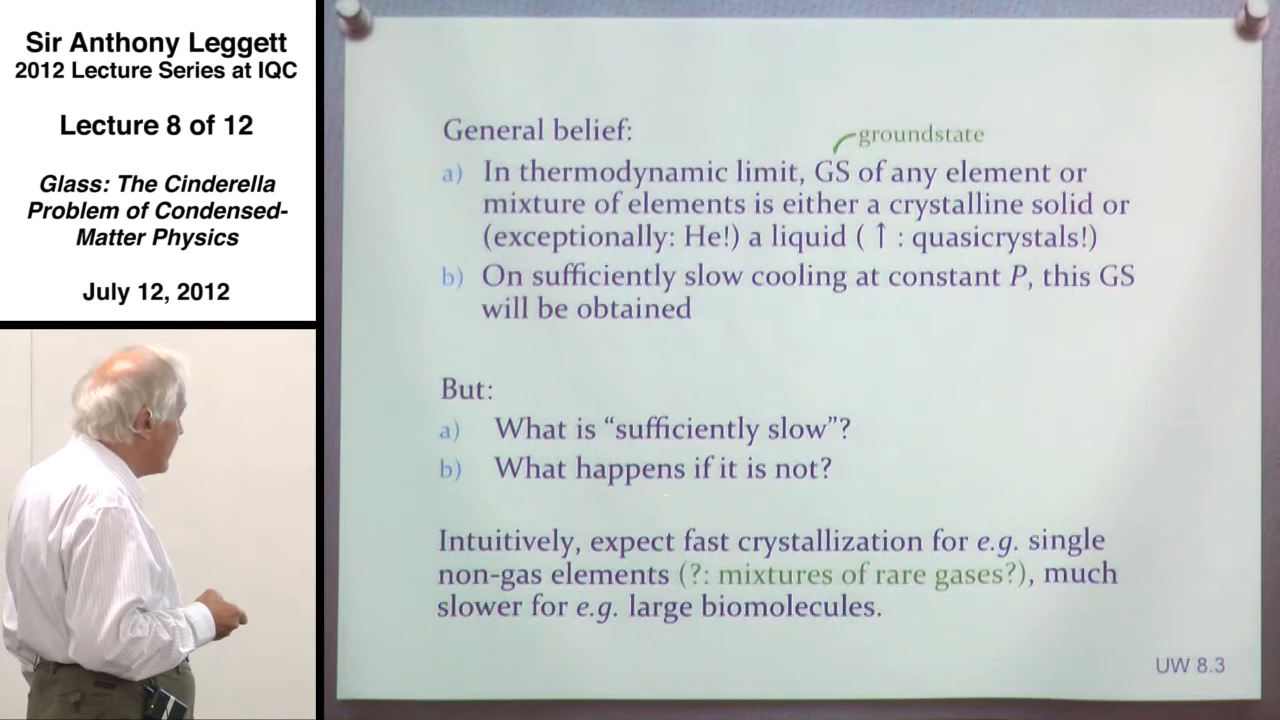 Sir Anthony Leggett
2012 Lecture Series at IQC
Lecture 8 of 12
Glass: The Cinderella
Problem of Condensed-
Matter Physics
July 12, 2012
General belief:
groundstate
a) In thermodynamic limit, GS of any element or
mixture of elements is either a crystalline solid or
(exceptionally: He!) a liquid ( ↑ : quasicrystals!)
b) On sufficiently slow cooling at constant P, this GS
will be obtained
But:
a) What is “sufficiently slow”?
b) What happens if it is not?
Intuitively, expect fast crystallization for e.g. single
non-gas elements (?: mixtures of rare gases?), much
slower for e.g. large biomolecules.
UW 8.3